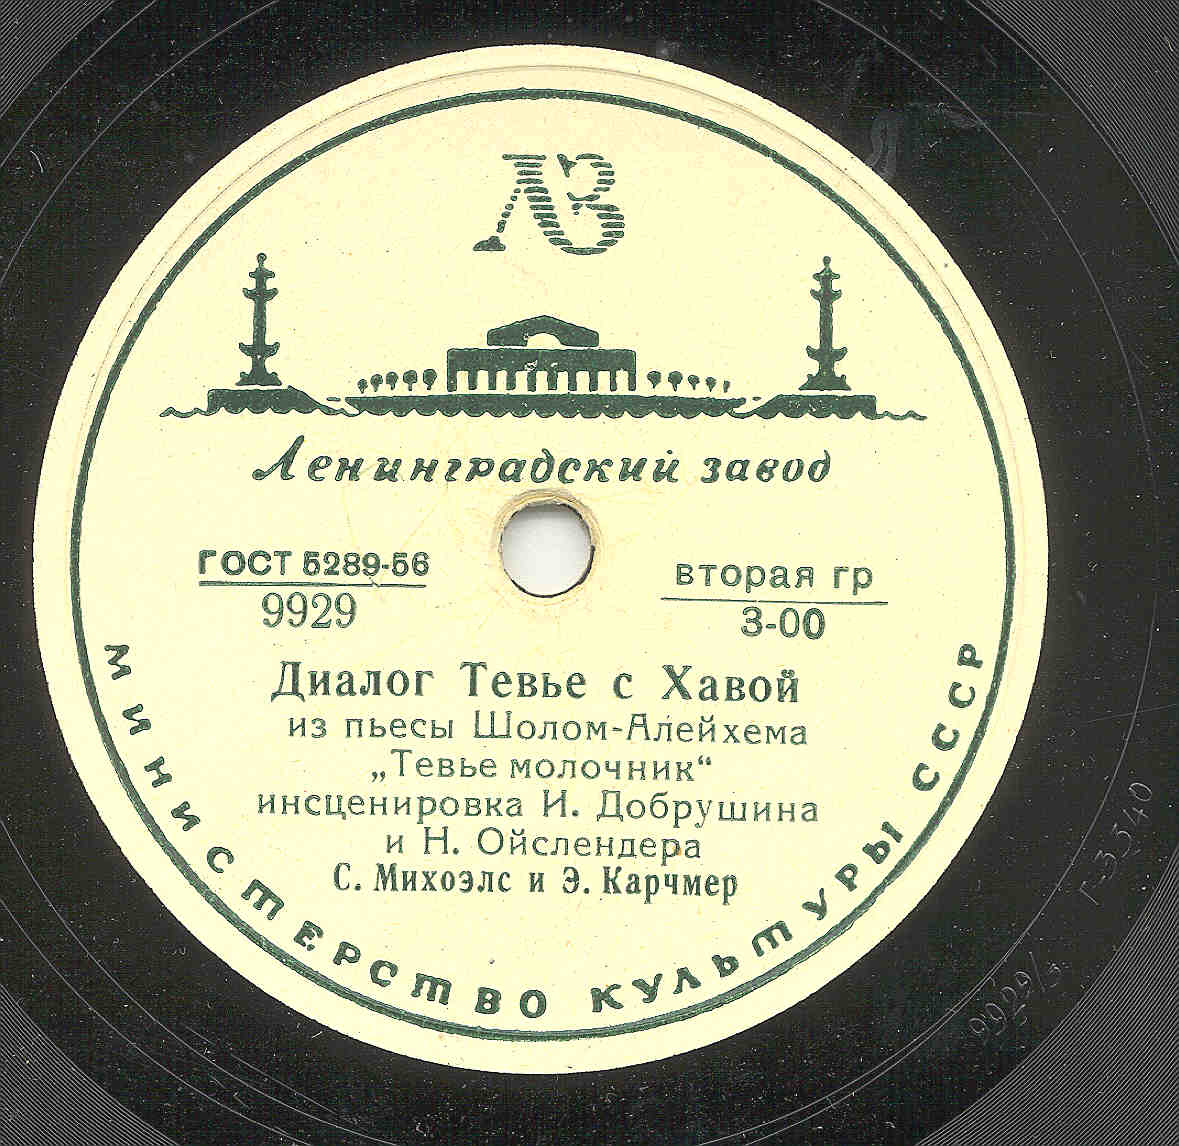 ЛЗ
Ленинградский завод
ГОСТ 5289-56
9929
вторая гр
3-00
Диалог Тевье с Хавой
из пьесы Шолом-Алейхема
„Тевье молочник“
инсценировка И. Добрушина
и Н. Ойслендера
С. Михоэлс и Э. Карчмер
МИНИСТЕРСТВО КУЛЬТУРЫ СССР
9929/3